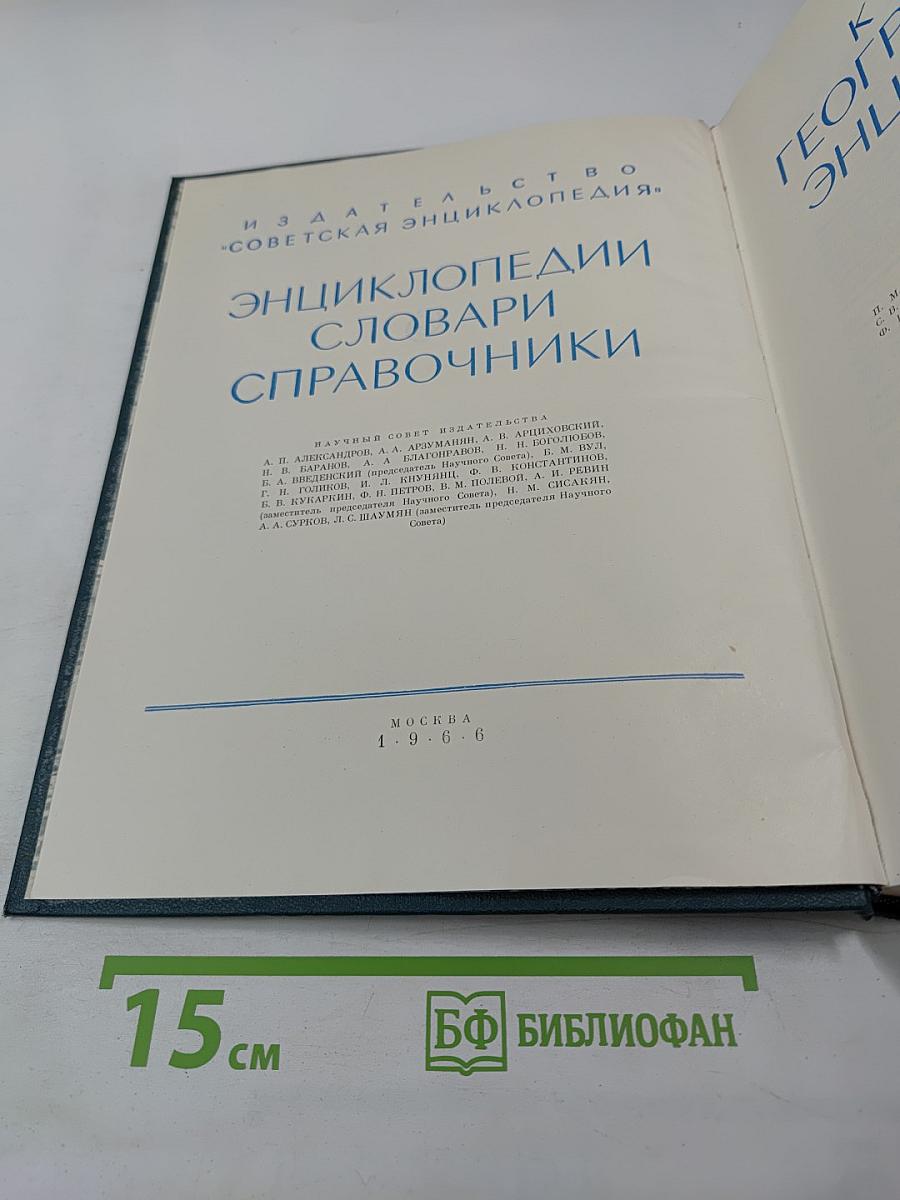 ИЗДАТЕЛЬСТВО
"СОВЕТСКАЯ ЭНЦИКЛОПЕДИЯ"
ЭНЦИКЛОПЕДИИ
СЛОВАРИ
СПРАВОЧНИКИ
НАУЧНЫЙ СОВЕТ ИЗДАТЕЛЬСТВА
А. П. АЛЕКСАНДРОВ, А. А. АРЗУМАНЯН, А. В. АРЦИХОВСКИЙ,
Н. В. БАРАНОВ, А. А БЛАГОНРАВОВ, Н. Н. БОГОЛЮБОВ,
Б. А. ВВЕДЕНСКИЙ (председатель Научного Совета), Б. М. ВУЛ,
Г. Н. ГОЛИКОВ, И. Л. КНУНЯНЦ, Ф. В. КОНСТАНТИНОВ,
Б. В. КУКАРКИН, Ф. Н. ПЕТРОВ, В. М. ПОЛЕВОЙ, А. И. РЕВИН
(заместитель председателя Научного Совета), Н. М. СИСАКЯН,
А. А. СУРКОВ, Л. С. ШАУМЯН (заместитель председателя Научного
Совета)
МОСКВА
1·9·6·6
К
ГЕОГР
ЭНЦ
П. М
С. В.
Ф.
15 см
БФ БИБЛИОФАН